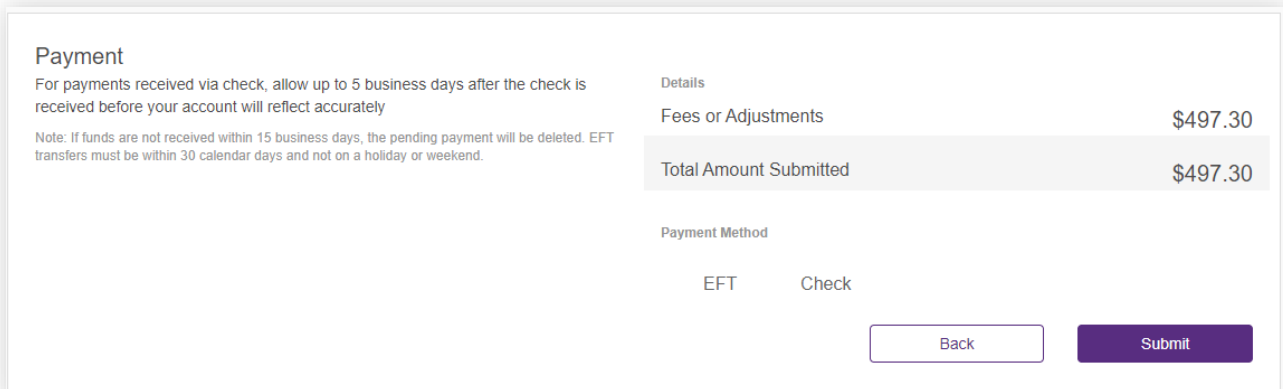 Payment
For payments received via check, allow up to 5 business days after the check is
received before your account will reflect accurately
Note: If funds are not received within 15 business days, the pending payment will be deleted. EFT
transfers must be within 30 calendar days and not on a holiday or weekend.
Details
Fees or Adjustments $497.30
Total Amount Submitted $497.30
Payment Method
EFT Check
Back Submit